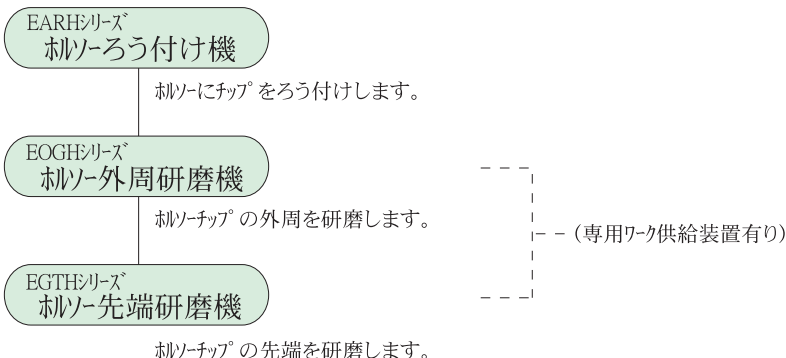 EARHｼﾘｰｽﾞ
ﾎﾙｿｰろう付け機
ﾎﾙｿｰにﾁｯﾌﾟをろう付けします。
EOGHｼﾘｰｽﾞ
ﾎﾙｿｰ外周研磨機
ﾎﾙｿｰﾁｯﾌﾟの外周を研磨します。
（専用ﾜｰｸ供給装置有り）
EGTHｼﾘｰｽﾞ
ﾎﾙｿｰ先端研磨機
ﾎﾙｿｰﾁｯﾌﾟの先端を研磨します。